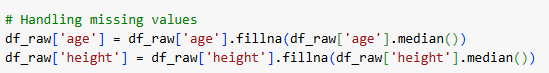 # Handling missing values
df_raw['age'] = df_raw['age'].fillna(df_raw['age'].median())
df_raw['height'] = df_raw['height'].fillna(df_raw['height'].median())